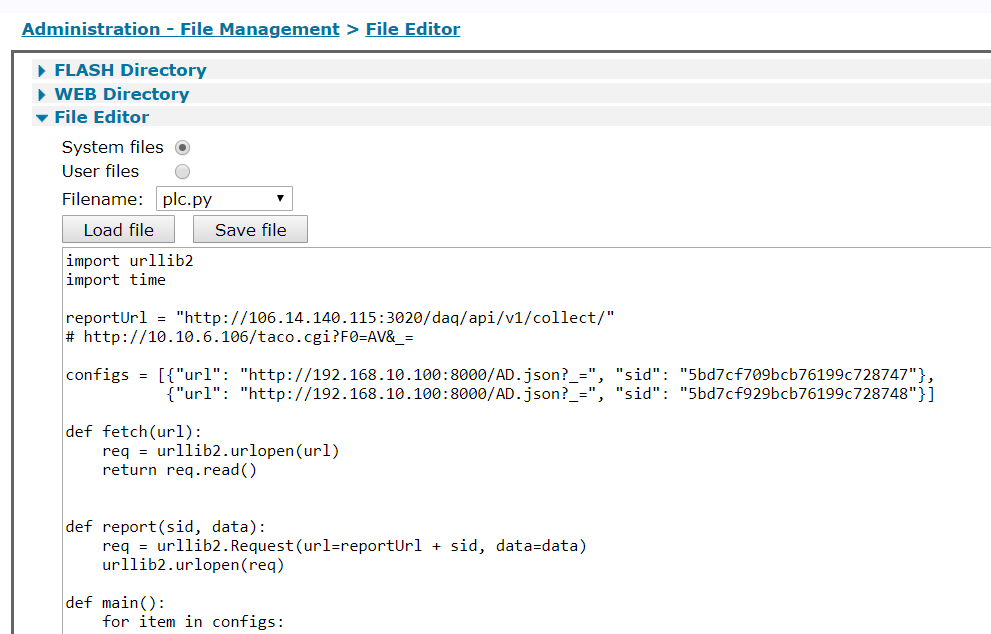 Administration - File Management > File Editor
FLASH Directory
WEB Directory
File Editor
System files
User files
Filename: plc.py
Load file Save file
import urllib2
import time
reportUrl = "http://106.14.140.115:3020/daq/api/v1/collect/"
# http://10.10.6.106/taco.cgi?F0=AV&_=
configs = [{"url": "http://192.168.10.100:8000/AD.json?_=", "sid": "5bd7cf709bcb76199c728747"},
{"url": "http://192.168.10.100:8000/AD.json?_=", "sid": "5bd7cf929bcb76199c728748"}]
def fetch(url):
req = urllib2.urlopen(url)
return req.read()
def report(sid, data):
req = urllib2.Request(url=reportUrl + sid, data=data)
urllib2.urlopen(req)
def main():
for item in configs: